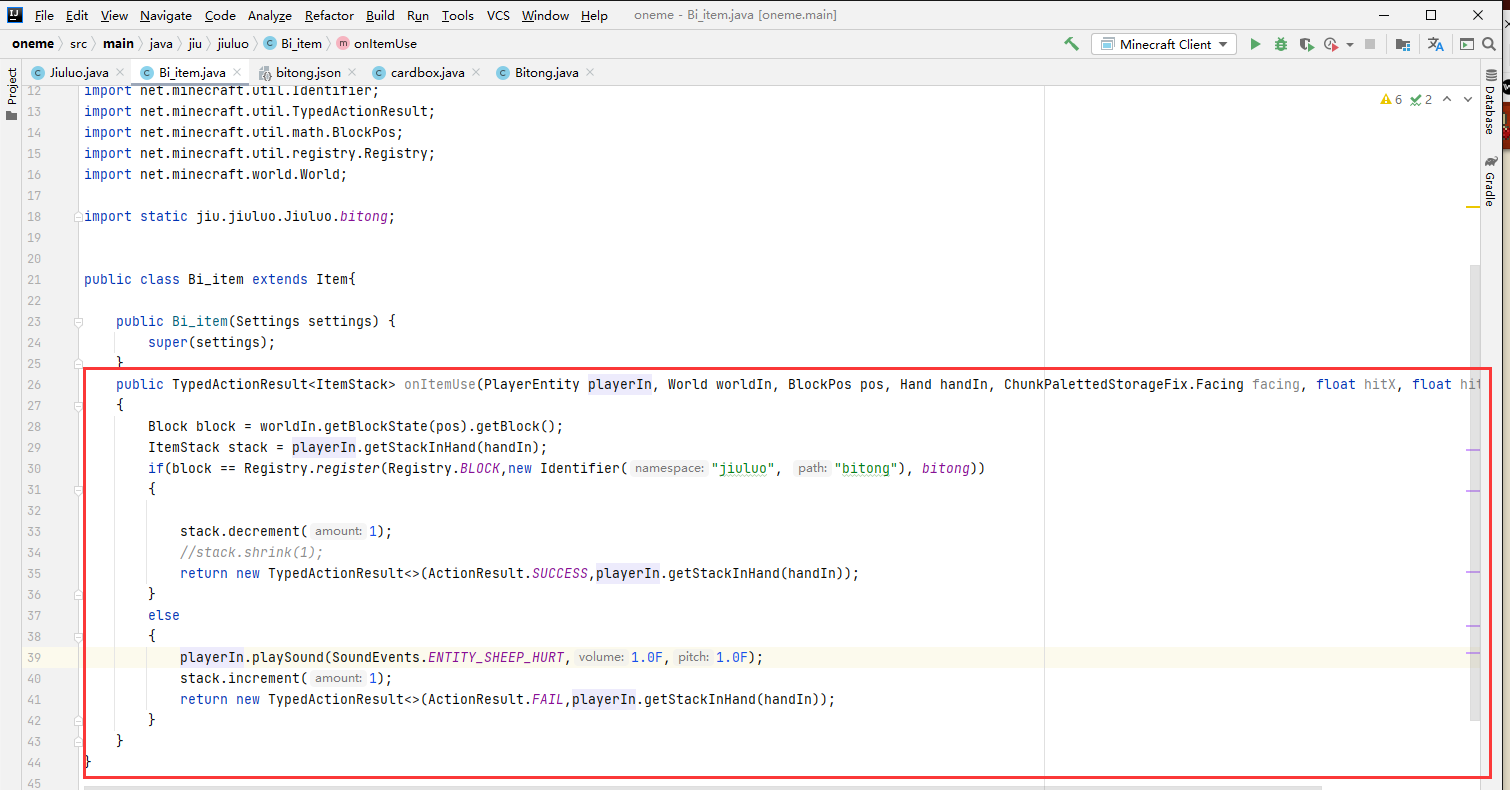 File Edit View Navigate Code Analyze Refactor Build Run Tools VCS Window Help oneme - Bi_item.java [oneme.main]
oneme src main java jiu jiuluo Bi_item onItemUse Minecraft Client
Jiuluo.java Bi_item.java bitong.json cardbox.java Bitong.java
Project
6 2
Database
Gradle
12 import net.minecraft.util.Identifier;
13 import net.minecraft.util.TypedActionResult;
14 import net.minecraft.util.math.BlockPos;
15 import net.minecraft.util.registry.Registry;
16 import net.minecraft.world.World;
17
18 import static jiu.jiuluo.Jiuluo.bitong;
19
20
21 public class Bi_item extends Item{
22
23 public Bi_item(Settings settings) {
24 super(settings);
25 }
26 public TypedActionResult<ItemStack> onItemUse(PlayerEntity playerIn, World worldIn, BlockPos pos, Hand handIn, ChunkPalettedStorageFix.Facing facing, float hitX, float hit
27 {
28 Block block = worldIn.getBlockState(pos).getBlock();
29 ItemStack stack = playerIn.getStackInHand(handIn);
30 if(block == Registry.register(Registry.BLOCK,new Identifier( namespace: "jiuluo", path: "bitong"), bitong))
31 {
32
33 stack.decrement( amount: 1);
34 //stack.shrink(1);
35 return new TypedActionResult<>(ActionResult.SUCCESS,playerIn.getStackInHand(handIn));
36 }
37 else
38 {
39 playerIn.playSound(SoundEvents.ENTITY_SHEEP_HURT, volume: 1.0F, pitch: 1.0F);
40 stack.increment( amount: 1);
41 return new TypedActionResult<>(ActionResult.FAIL,playerIn.getStackInHand(handIn));
42 }
43 }
44 }
45